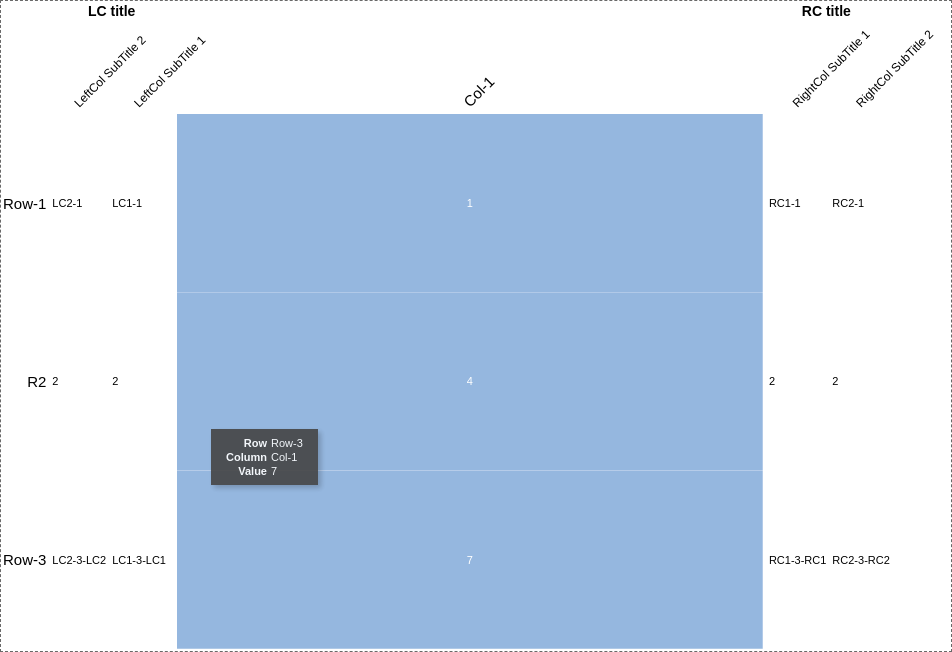 LC title
RC title
LeftCol SubTitle 2
LeftCol SubTitle 1
Col-1
RightCol SubTitle 1
RightCol SubTitle 2
Row-1 LC2-1 LC1-1 1 RC1-1 RC2-1
R2 2 2 4 2 2
Row Row-3
Column Col-1
Value 7
Row-3 LC2-3-LC2 LC1-3-LC1 7 RC1-3-RC1 RC2-3-RC2